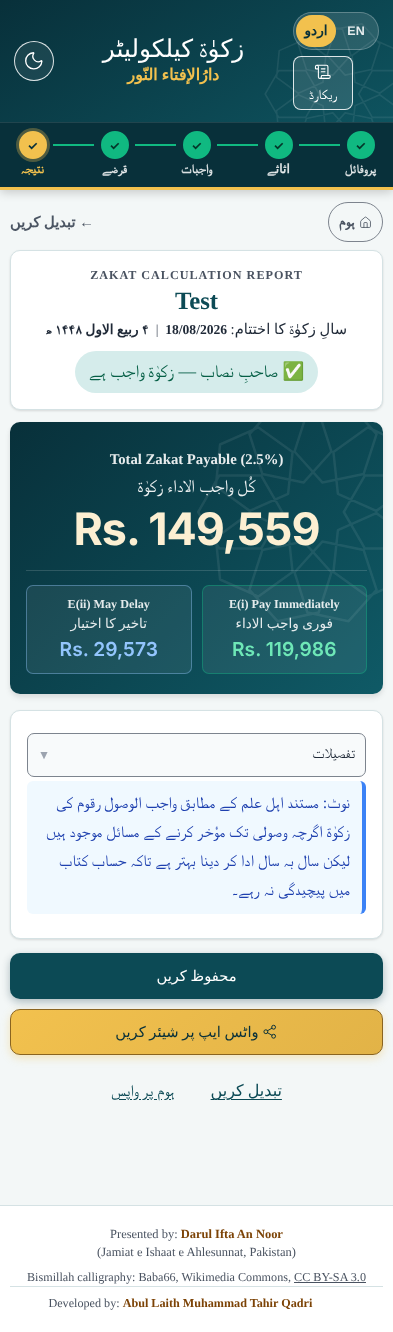 EN
اردو
زکوٰۃ کیلکولیٹر
دارُالإفتاء النّور
ریکارڈ
پروفائل
اثاثے
واجبات
قرضے
نتیجہ
ہوم
← تبدیل کریں
ZAKAT CALCULATION REPORT
Test
سالِ زکوٰۃ کا اختتام: 18/08/2026 | ۴ ربیع الاول ۱۴۴۸ ھ
✅ صاحبِ نصاب — زکوٰۃ واجب ہے
Total Zakat Payable (2.5%)
کُل واجب الاداء زکوٰۃ
Rs. 149,559
E(i) Pay Immediately
فوری واجب الاداء
Rs. 119,986
E(ii) May Delay
تاخیر کا اختیار
Rs. 29,573
تفصیلات ▼
نوٹ: مستند اہل علم کے مطابق واجب الوصول رقوم کی
زکوٰۃ اگرچہ وصولی تک مؤخر کرنے کے مسائل موجود ہیں
لیکن سال بہ سال ادا کر دینا بہتر ہے تاکہ حساب کتاب
میں پیچیدگی نہ رہے۔
محفوظ کریں
واٹس ایپ پر شیئر کریں
تبدیل کریں
ہوم پر واپس
Presented by: Darul Ifta An Noor
(Jamiat e Ishaat e Ahlesunnat, Pakistan)
Bismillah calligraphy: Baba66, Wikimedia Commons, CC BY-SA 3.0
Developed by: Abul Laith Muhammad Tahir Qadri